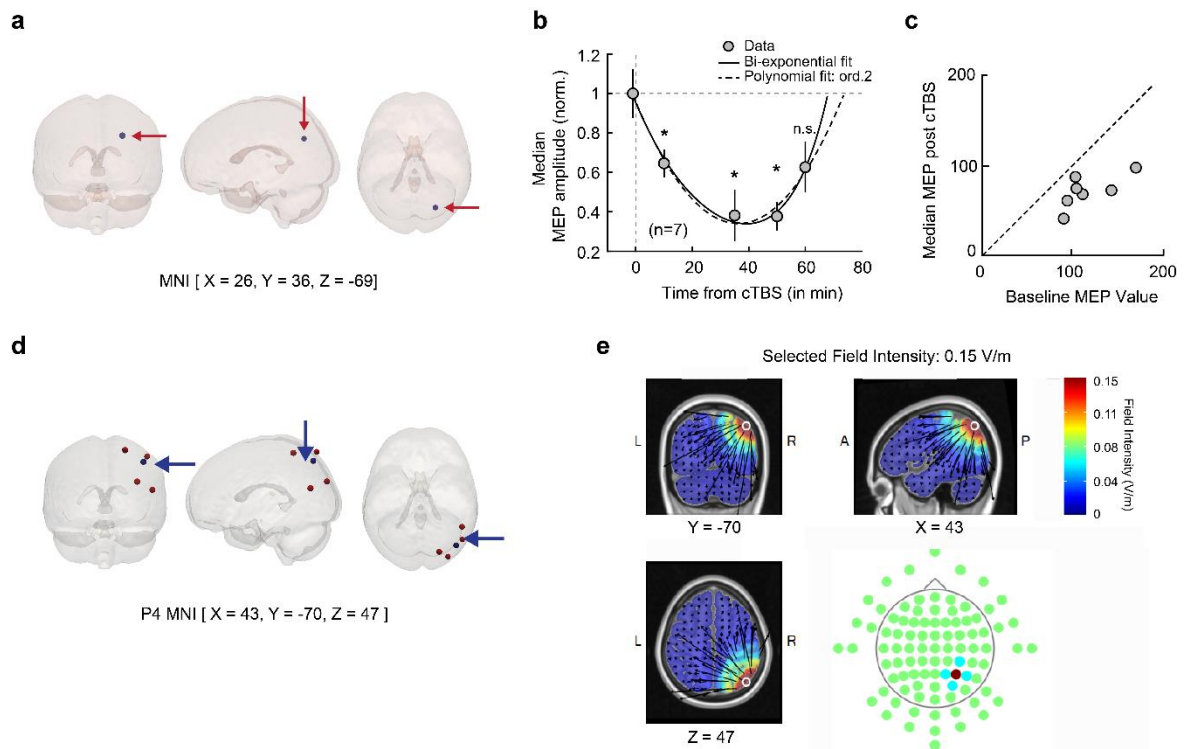 a
MNI [ X = 26, Y = 36, Z = -69]
b
Data
Bi-exponential fit
Polynomial fit: ord.2
Median
MEP amplitude (norm.)
1.2
1
0.8
0.6
0.4
0.2
*
*
*
n.s.
(n=7)
0 20 40 60 80
Time from cTBS (in min)
c
Median MEP post cTBS
200
100
0
0 100 200
Baseline MEP Value
d
P4 MNI [ X = 43, Y = -70, Z = 47 ]
e
Selected Field Intensity: 0.15 V/m
L R
Y = -70
A P
X = 43
0.15
0.11
0.08
0.04
0
Field Intensity (V/m)
L R
Z = 47